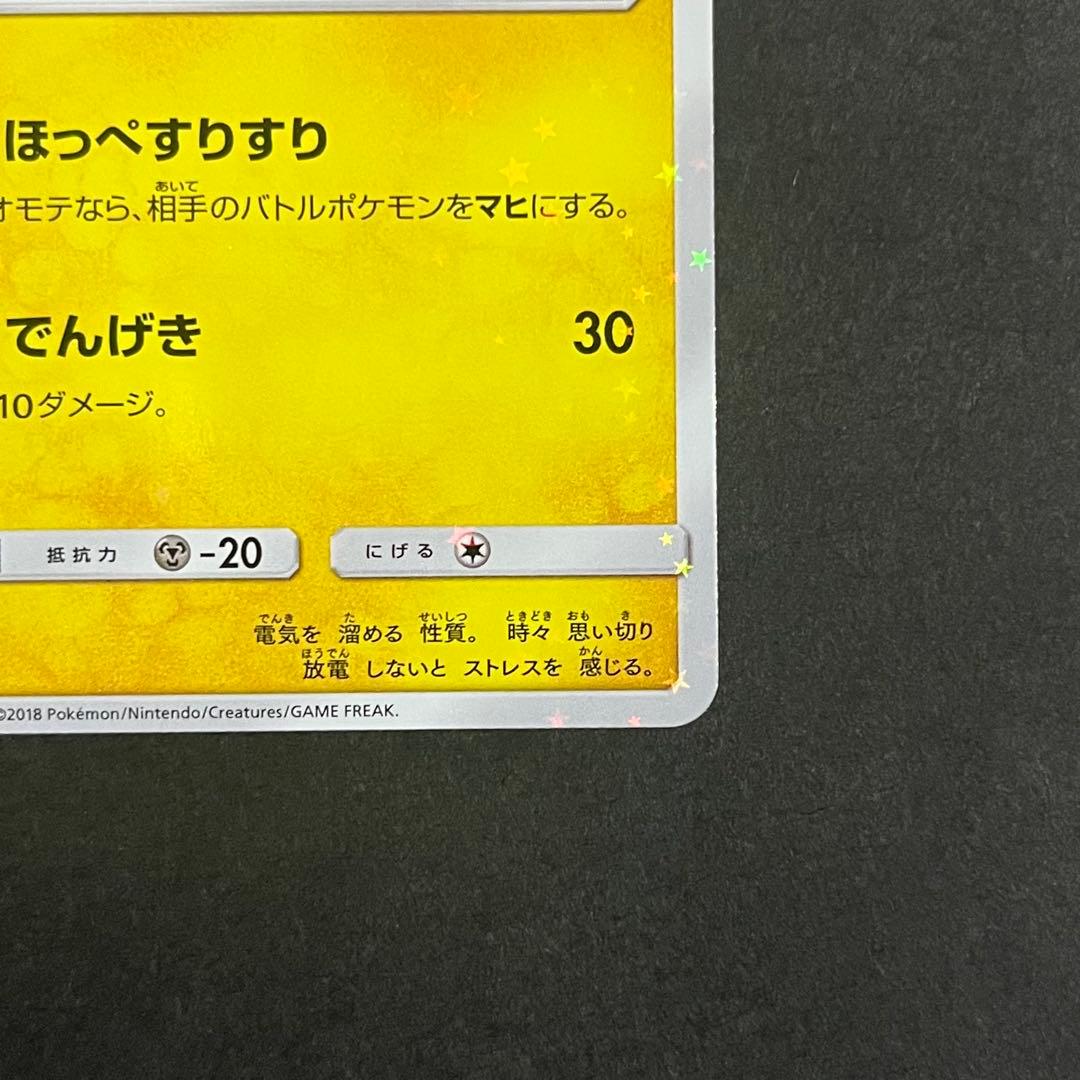 ほっぺすりすり
オモテなら、相手のバトルポケモンをマヒにする。
でんげき 30
10ダメージ。
抵抗力 -20 にげる
電気を 溜める 性質。 時々 思い切り
放電 しないと ストレスを 感じる。
©2018 Pokémon/Nintendo/Creatures/GAME FREAK.